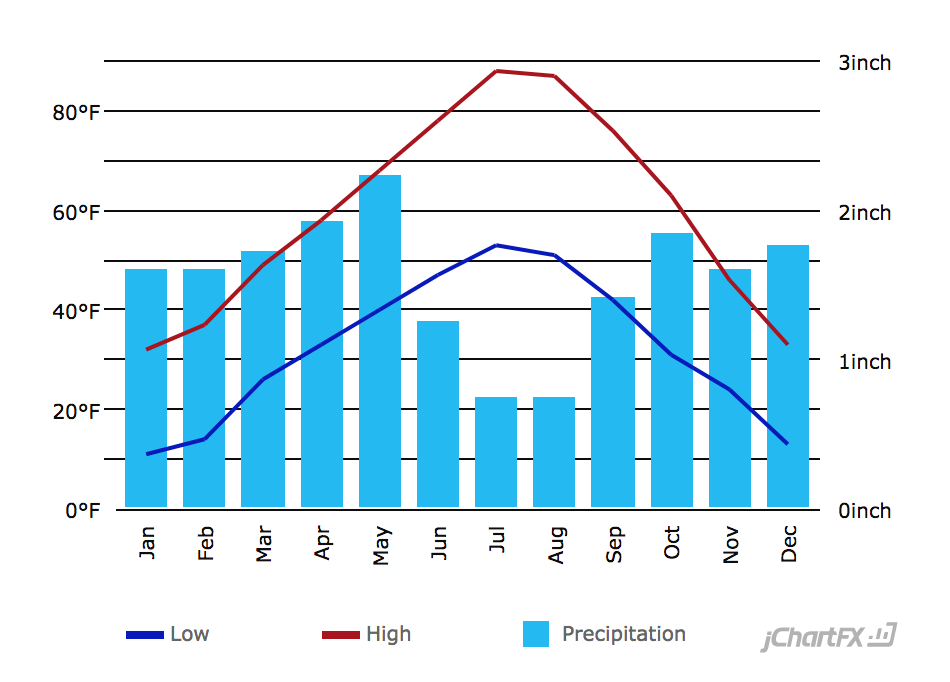 3inch
80°F
60°F
2inch
40°F
1inch
20°F
0°F
0inch
Jan Feb Mar Apr May Jun Jul Aug Sep Oct Nov Dec
Low High Precipitation
jChartFX